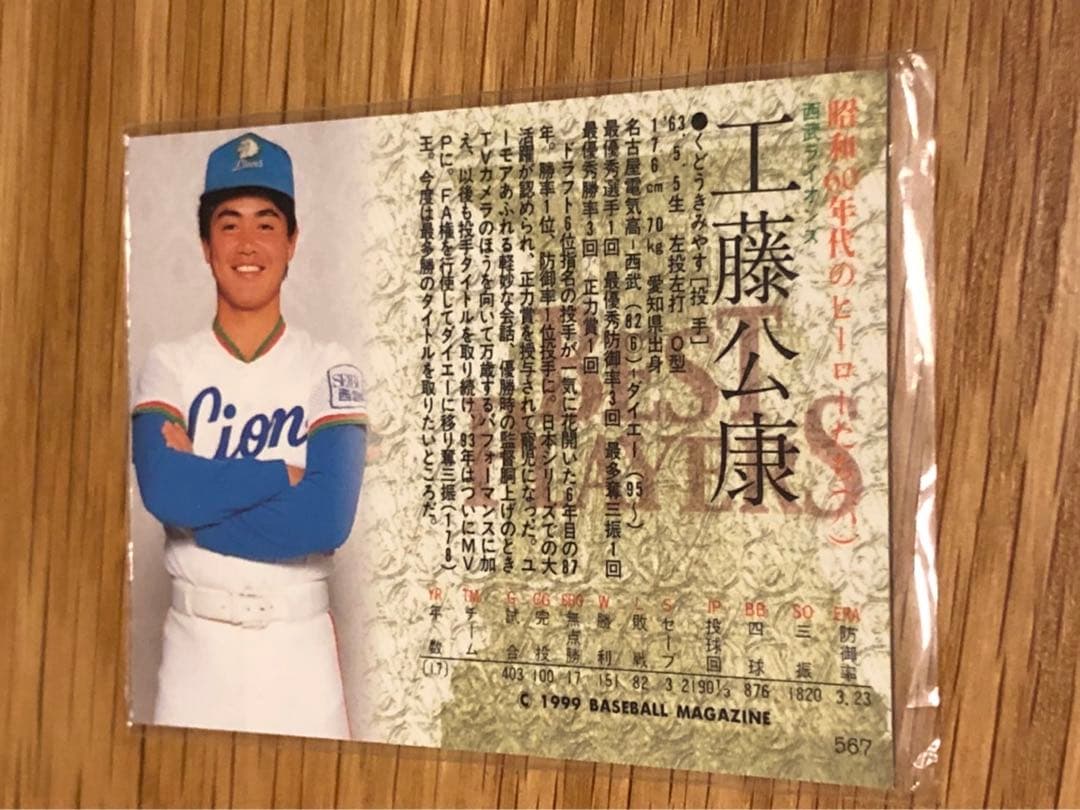 昭和60年代のヒーローたち
西武ライオンズ
工藤公康
●くどうきみやす［投手］
'63．5．5生　左投左打　O型
176cm　70kg　愛知県出身
名古屋電気高−西武（82⑥）−ダイエー（95〜）
最優秀選手1回　最優秀防御率3回　最多奪三振1回
最優秀勝率3回　正力賞1回
ドラフト6位指名の投手が一気に花開いた6年目の87
年。勝率1位／防御率1位投手に。日本シリーズでの大
活躍が認められ、正力賞を授与されて寵児になった。ユ
ーモアあふれる軽妙な会話、優勝時の監督胴上げのとき
TVカメラのほうを向いて万歳するパフォーマンスに加
え、以後も投手タイトルを取り続け、93年はついにMV
Pに。FA権を行使してダイエーに移り奪三振(178)
王。今度は最多勝のタイトルを取りたいところだ。
BEST
PLAYERS
Lions
Lions
SEIBU
西武
YR TM G CG SHO W L S IP BB SO ERA
年数 チーム 試合 完投 無点勝 勝利 敗戦 セーブ 投球回 四球 三振 防御率
(17) 403 100 17 151 82 3 2190⅓ 876 1820 3.23
© 1999 BASEBALL MAGAZINE
567